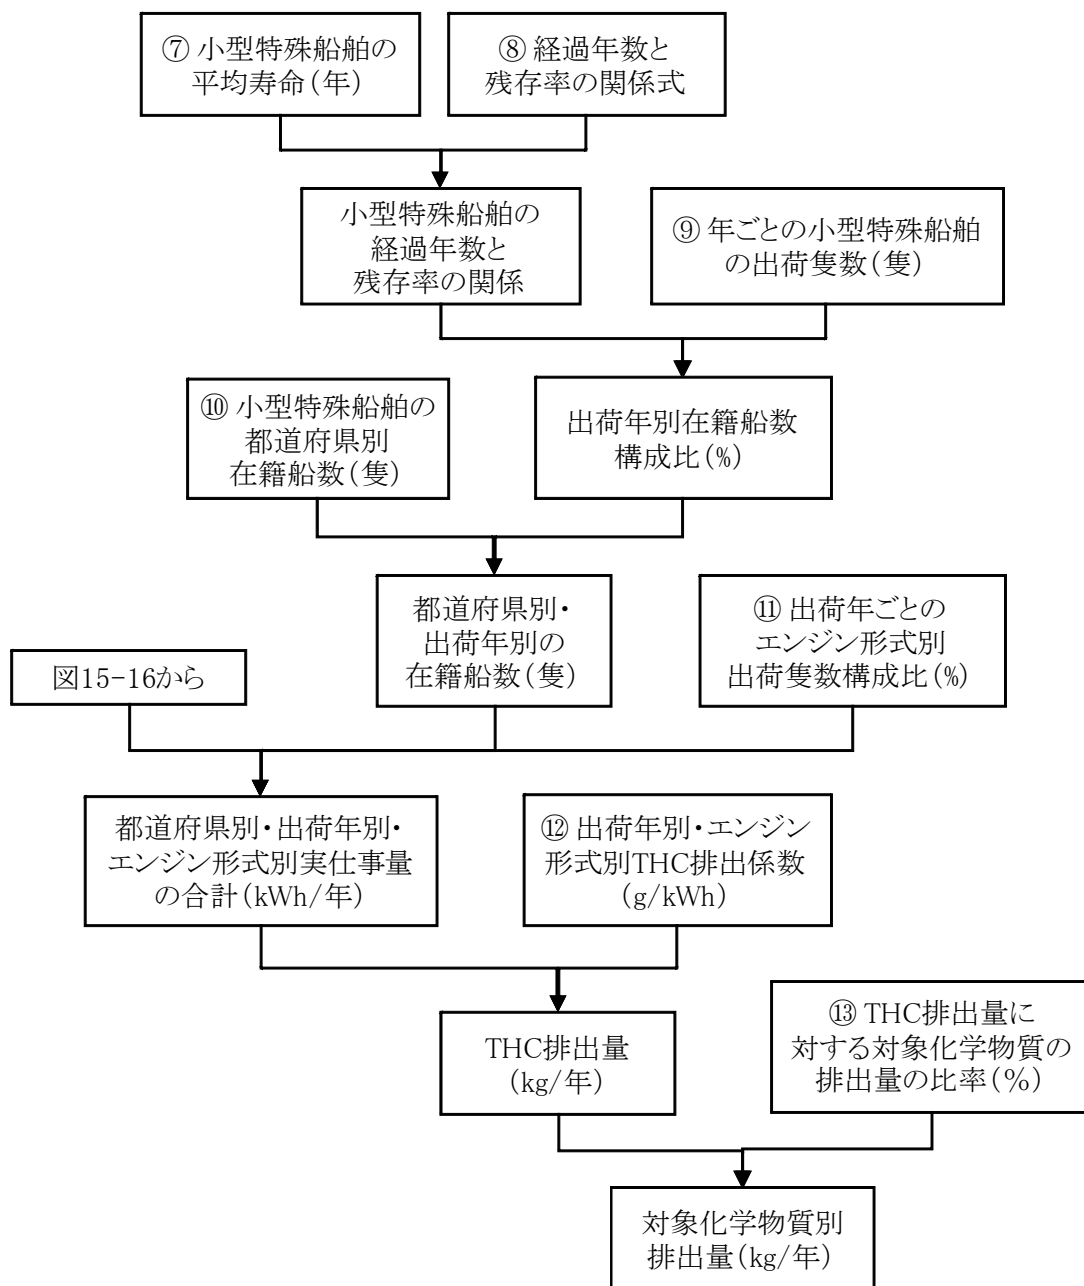 ⑦ 小型特殊船舶の
平均寿命(年)
⑧ 経過年数と
残存率の関係式
小型特殊船舶の
経過年数と
残存率の関係
⑨ 年ごとの小型特殊船舶
の出荷隻数(隻)
⑩ 小型特殊船舶の
都道府県別
在籍船数(隻)
出荷年別在籍船数
構成比(%)
都道府県別・
出荷年別の
在籍船数(隻)
⑪ 出荷年ごとの
エンジン形式別
出荷隻数構成比(%)
図15-16から
都道府県別・出荷年別・
エンジン形式別実仕事量
の合計(kWh/年)
⑫ 出荷年別・エンジン
形式別THC排出係数
(g/kWh)
THC排出量
(kg/年)
⑬ THC排出量に
対する対象化学物質の
排出量の比率(%)
対象化学物質別
排出量(kg/年)